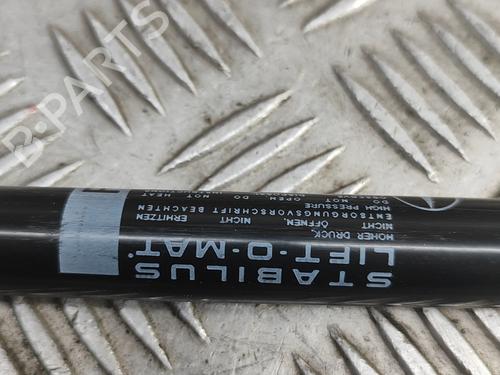 STABILUS
LIFT-O-MAT
HOHER DRUCK.
NICHT ÖFFNEN.
NICHT ERHITZEN
ENTSORGUNGSVORSCHRIFT BEACHTEN
HIGH PRESSURE
DO NOT OPEN DO
HEAT
B-PARTS